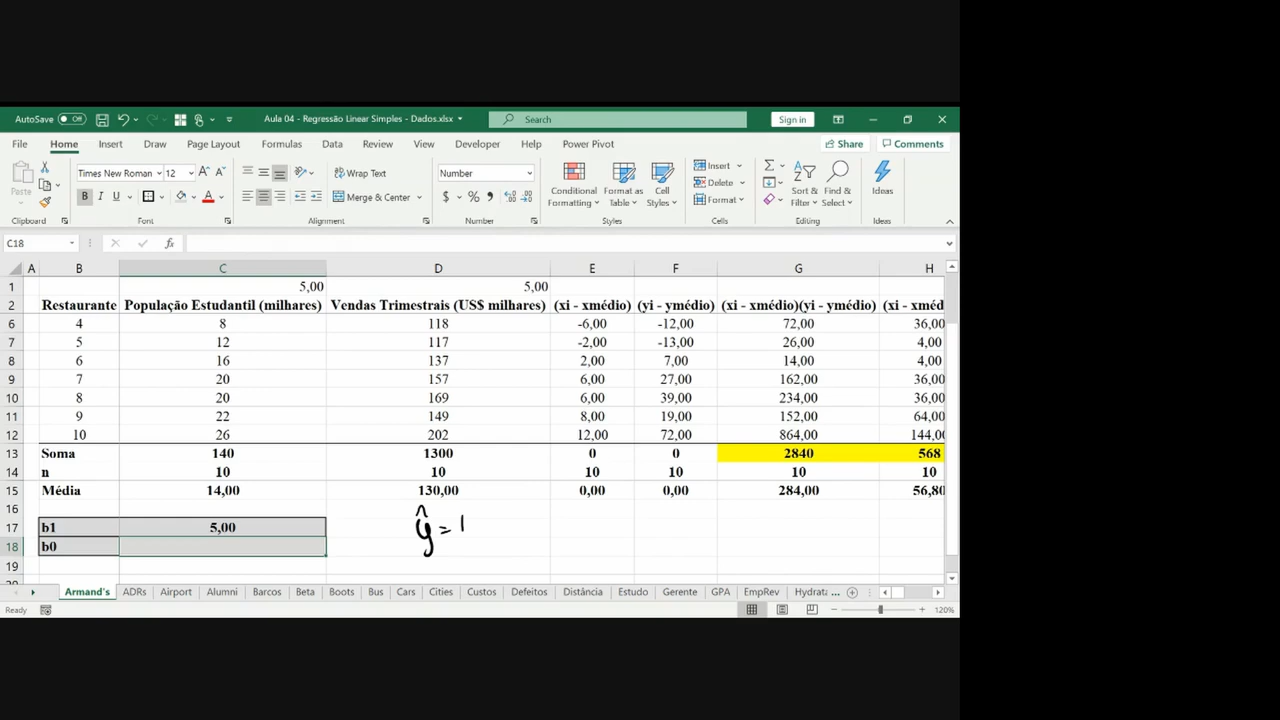 AutoSave Off Aula 04 - Regressão Linear Simples - Dados.xlsx Search Sign in
File Home Insert Draw Page Layout Formulas Data Review View Developer Help Power Pivot Share Comments
Times New Roman 12 A A Wrap Text Number Insert
Paste B I U A Merge & Center $ % 9 Conditional Formatting Format as Table Cell Styles Delete Format Sort & Filter Find & Select Ideas
Clipboard Font Alignment Number Styles Cells Editing Ideas
C18 fx
A B C D E F G H
1 5,00 5,00
2 Restaurante População Estudantil (milhares) Vendas Trimestrais (US$ milhares) (xi - xmédio) (yi - ymédio) (xi - xmédio)(yi - ymédio) (xi - xméd
6 4 8 118 -6,00 -12,00 72,00 36,00
7 5 12 117 -2,00 -13,00 26,00 4,00
8 6 16 137 2,00 7,00 14,00 4,00
9 7 20 157 6,00 27,00 162,00 36,00
10 8 20 169 6,00 39,00 234,00 36,00
11 9 22 149 8,00 19,00 152,00 64,00
12 10 26 202 12,00 72,00 864,00 144,00
13 Soma 140 1300 0 0 2840 568
14 n 10 10 10 10 10 10
15 Média 14,00 130,00 0,00 0,00 284,00 56,80
16
17 b1 5,00 ŷ = 1
18 b0
19
Armand's ADRs Airport Alumni Barcos Beta Boots Bus Cars Cities Custos Defeitos Distância Estudo Gerente GPA EmpRev Hydrata ...
Ready 120%